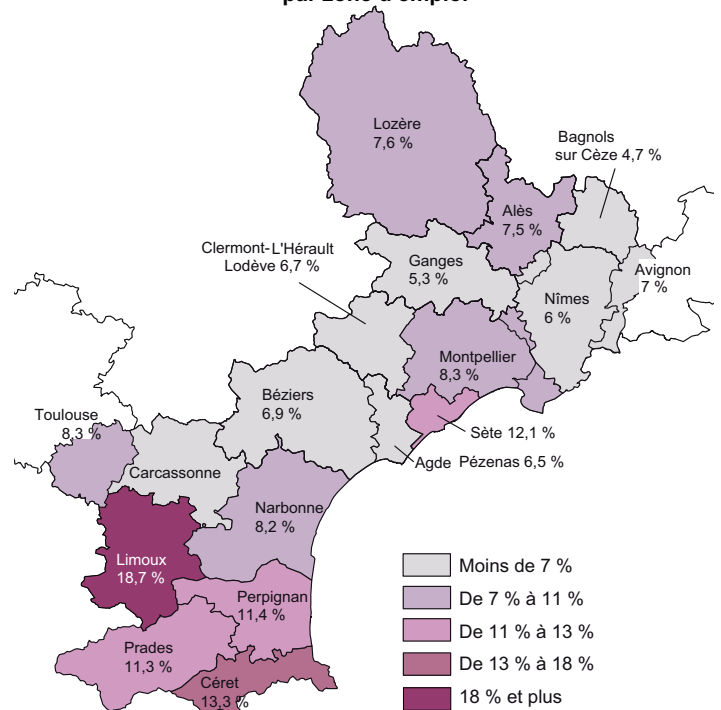 par zone d'emploi
Lozère
7,6 %
Bagnols
sur Cèze 4,7 %
Alès
7,5 %
Clermont-L'Hérault
Lodève 6,7 %
Ganges
5,3 %
Avignon
7 %
Nîmes
6 %
Montpellier
8,3 %
Béziers
6,9 %
Toulouse
8,3 %
Sète 12,1 %
Agde Pézenas 6,5 %
Carcassonne
Narbonne
8,2 %
Limoux
18,7 %
Perpignan
11,4 %
Prades
11,3 %
Céret
13,3 %
Moins de 7 %
De 7 % à 11 %
De 11 % à 13 %
De 13 % à 18 %
18 % et plus